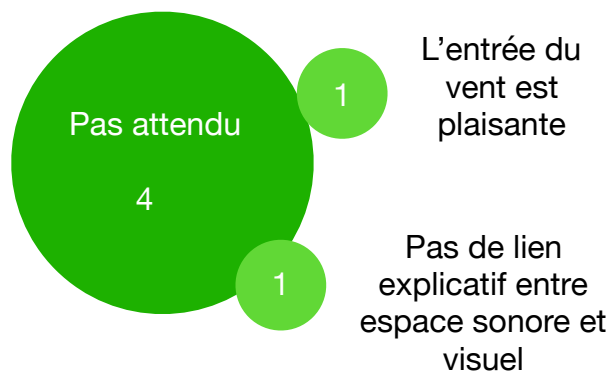 Pas attendu
4
1
L’entrée du
vent est
plaisante
1
Pas de lien
explicatif entre
espace sonore et
visuel